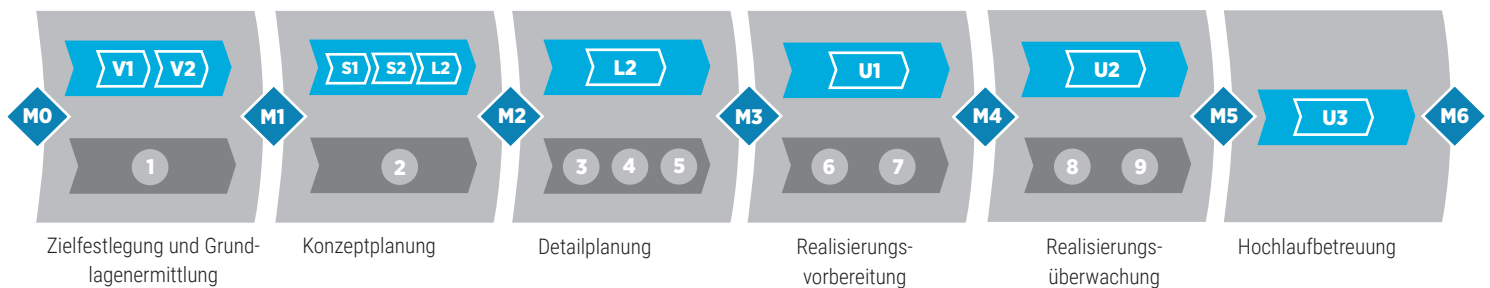 V1 V2 S1 S2 L2 L2 U1 U2
M0 M1 M2 M3 M4 M5 U3 M6
1 2 3 4 5 6 7 8 9
Zielfestlegung und Grund- Konzeptplanung Detailplanung Realisierungs- Realisierungs- Hochlaufbetreuung
lagenermittlung vorbereitung überwachung